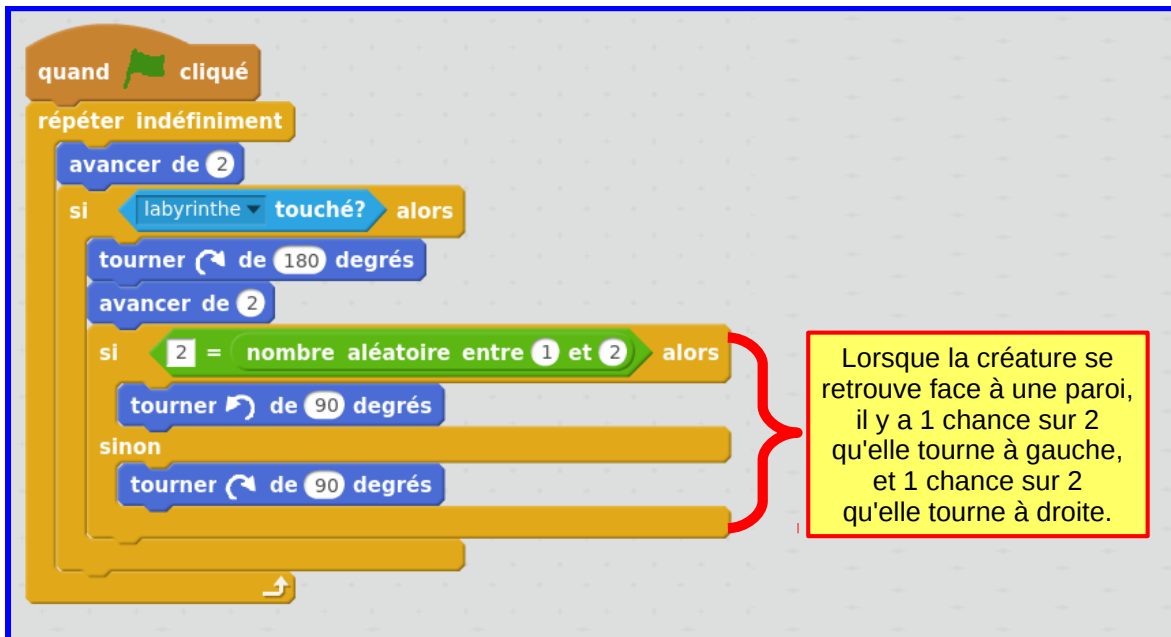 quand cliqué
répéter indéfiniment
avancer de 2
si labyrinthe touché? alors
tourner de 180 degrés
avancer de 2
si 2 = nombre aléatoire entre 1 et 2 alors
tourner de 90 degrés
sinon
tourner de 90 degrés
Lorsque la créature se
retrouve face à une paroi,
il y a 1 chance sur 2
qu'elle tourne à gauche,
et 1 chance sur 2
qu'elle tourne à droite.